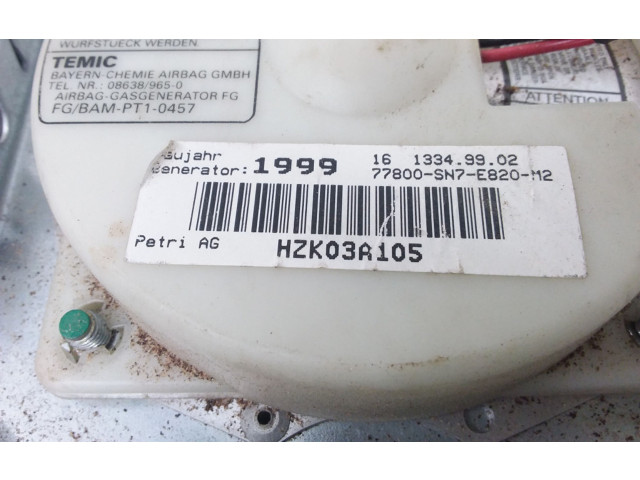 WURFSTUECK WERDEN
TEMIC
BAYERN-CHEMIE AIRBAG GMBH
TEL NR.: 08638/965-0
AIRBAG-GASGENERATOR FG
FG/BAM-PT1-0457
ATTENTION
Generator: 1999
16 1334.99.02
77800-SN7-E820-M2
Petri AG
HZK03A105